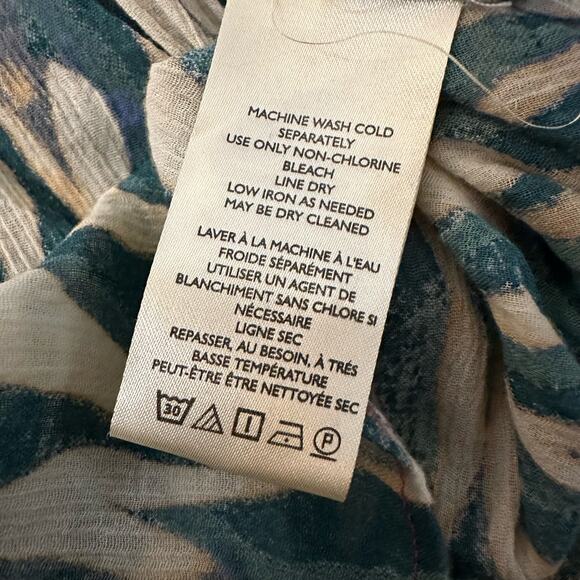 MACHINE WASH COLD
SEPARATELY
USE ONLY NON-CHLORINE
BLEACH
LINE DRY
LOW IRON AS NEEDED
MAY BE DRY CLEANED
LAVER À LA MACHINE À L'EAU
FROIDE SÉPARÉMENT
UTILISER UN AGENT DE
BLANCHIMENT SANS CHLORE SI
NÉCESSAIRE
LIGNE SEC
REPASSER, AU BESOIN, À TRÉS
BASSE TEMPÉRATURE
PEUT-ÊTRE ÊTRE NETTOYÉE SEC
30
P